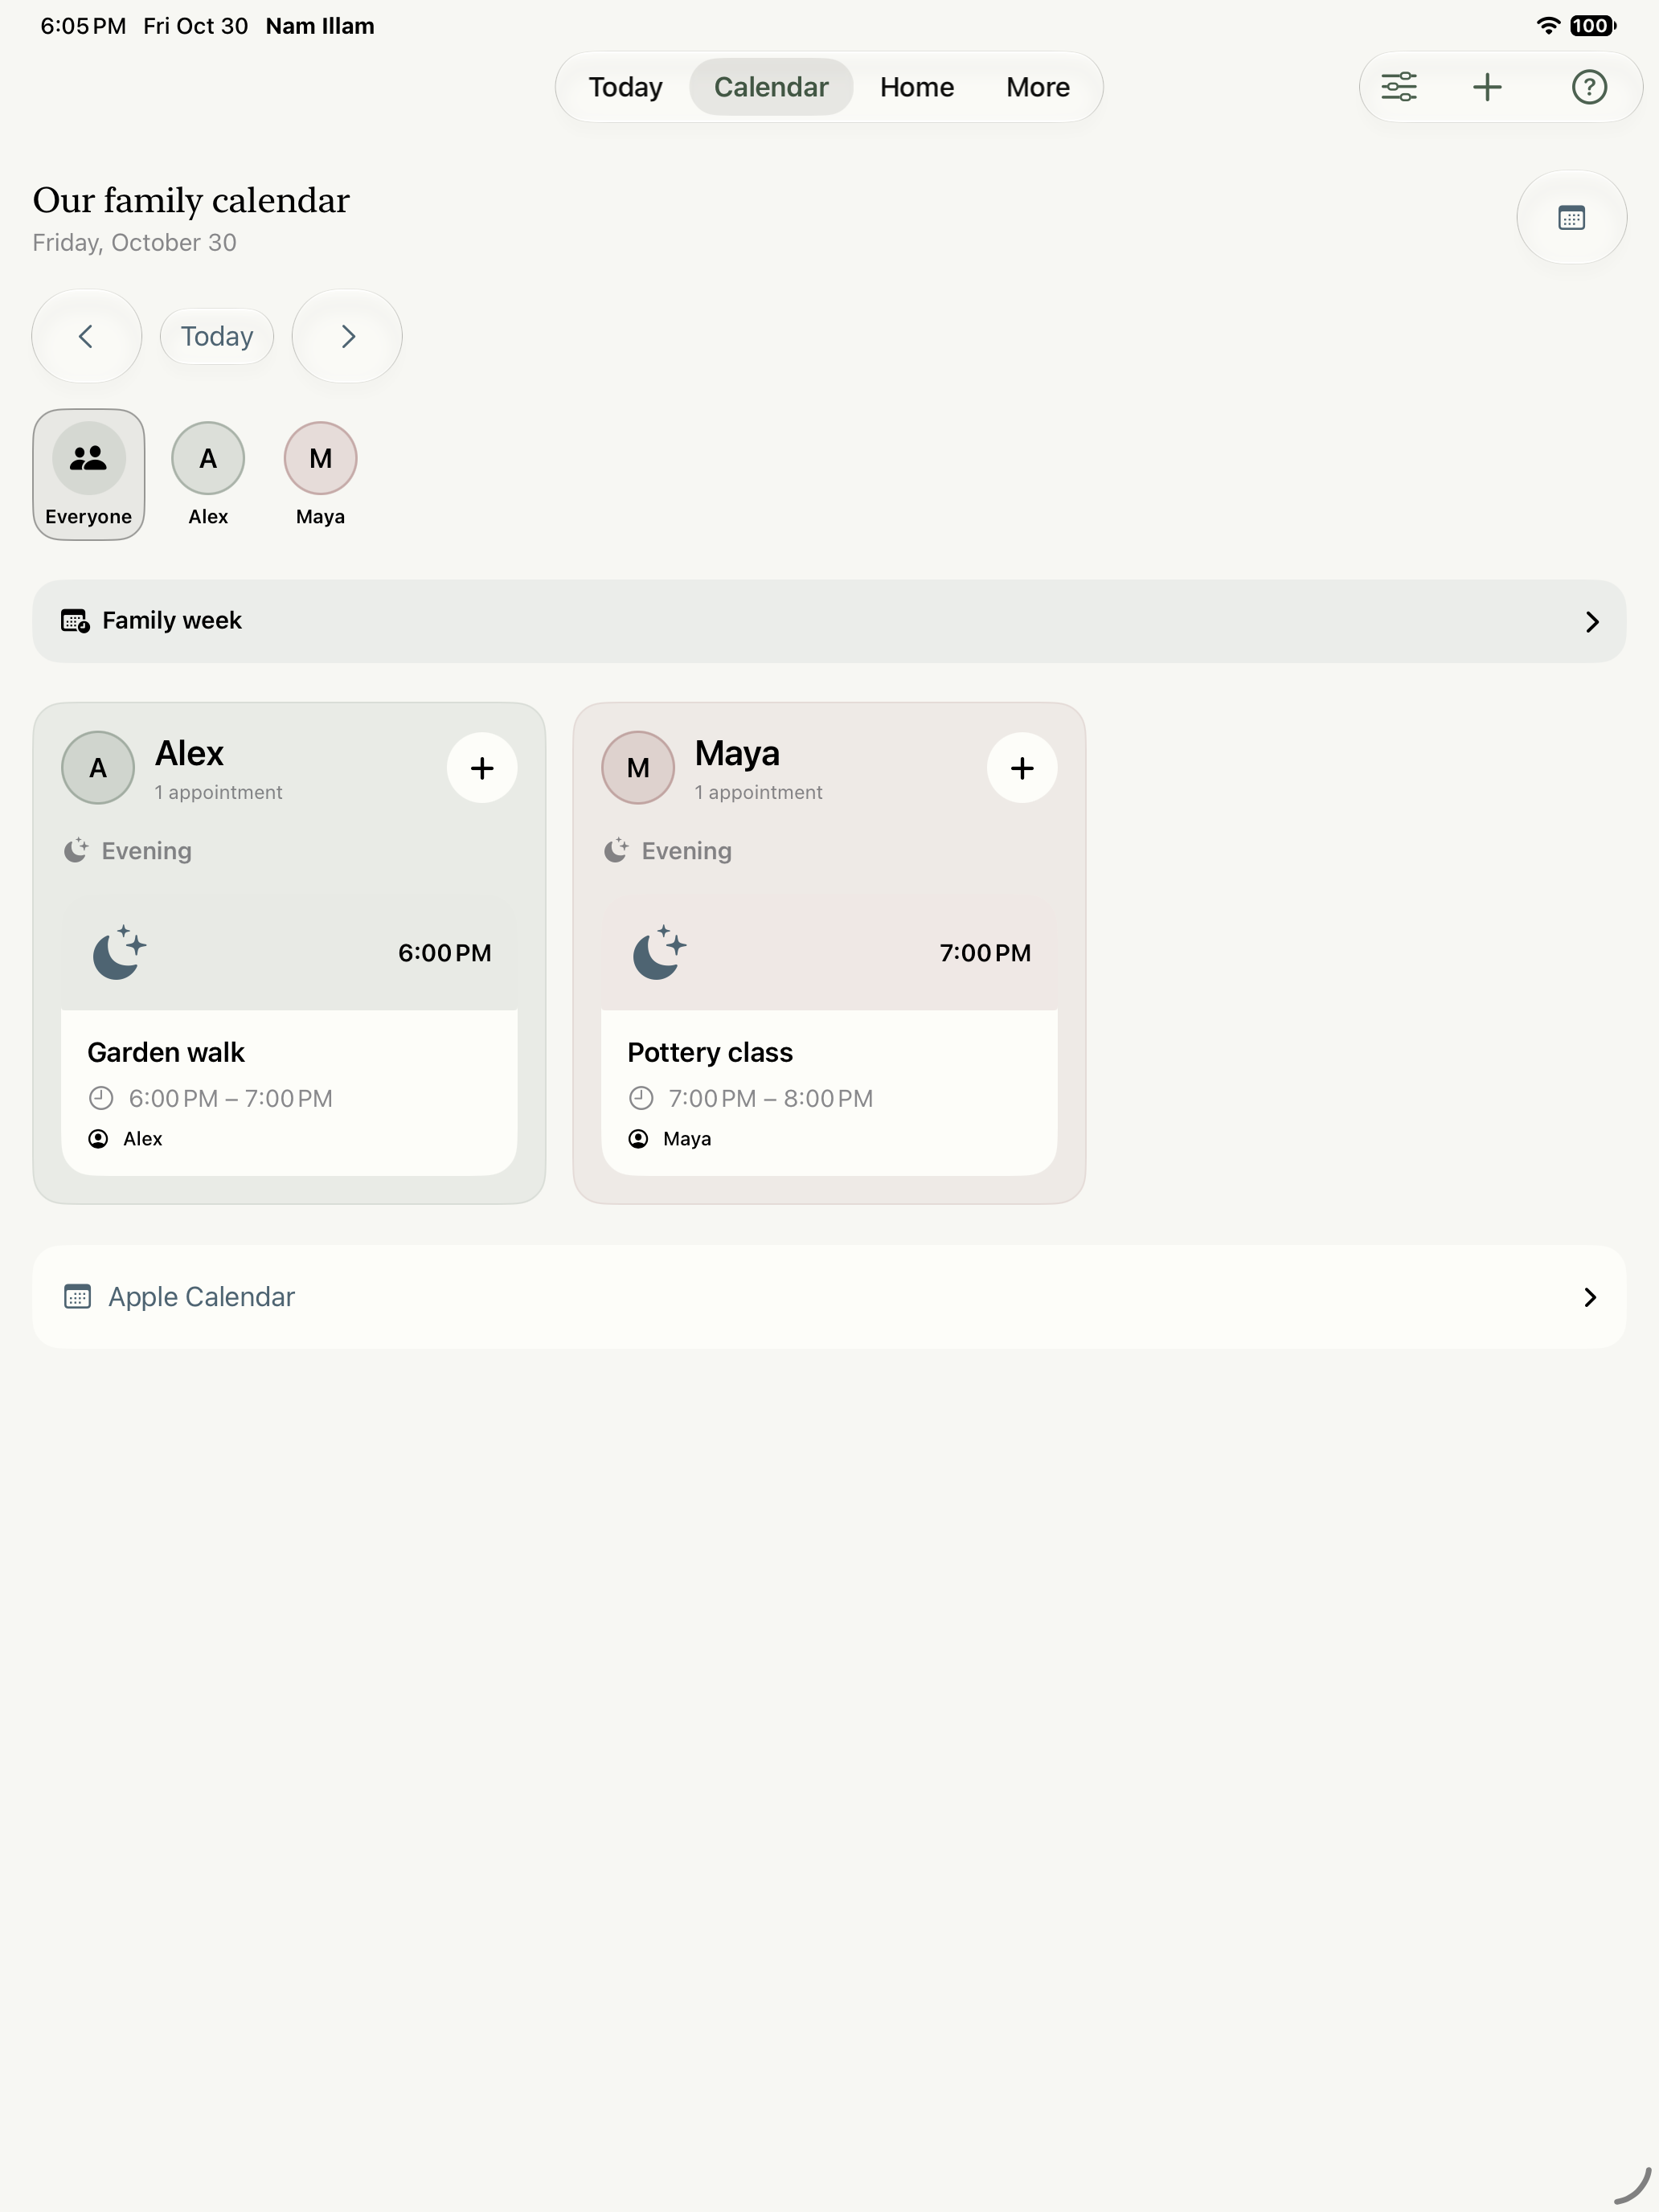 6:05 PM Fri Oct 30 Nam Illam
100
Today Calendar Home More
?
Our family calendar
Friday, October 30
Today
A M
Everyone Alex Maya
Family week
A Alex
1 appointment
Evening
6:00 PM
Garden walk
6:00 PM – 7:00 PM
Alex
M Maya
1 appointment
Evening
7:00 PM
Pottery class
7:00 PM – 8:00 PM
Maya
Apple Calendar